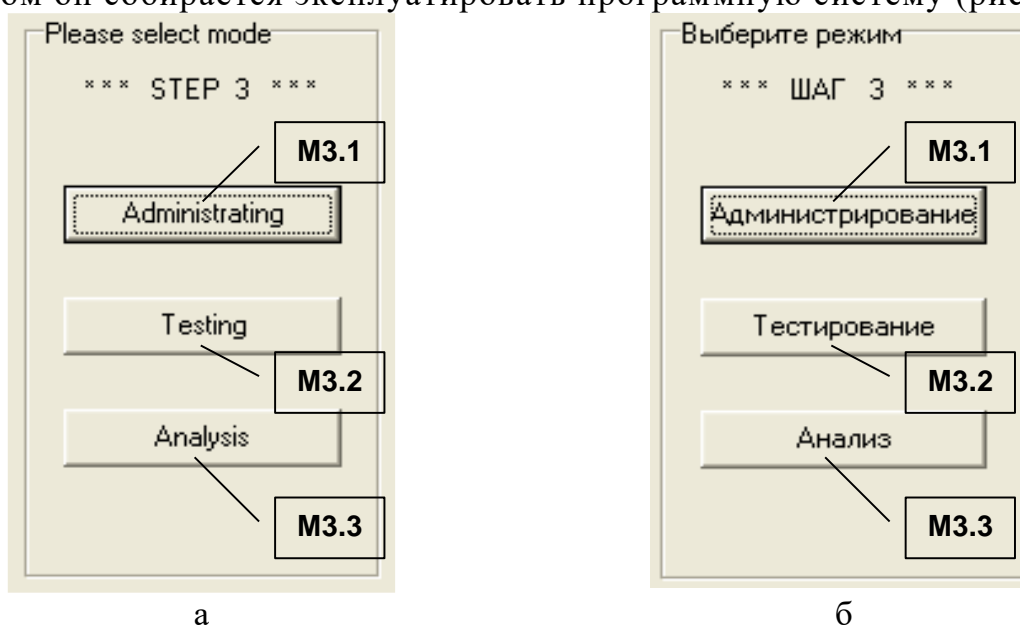 ом он собирается эксплуатировать программную систему (рис
Please select mode
*** STEP 3 ***
M3.1
Administrating
Testing
M3.2
Analysis
M3.3
а
Выберите режим
*** ШАГ 3 ***
M3.1
Администрирование
Тестирование
M3.2
Анализ
M3.3
б